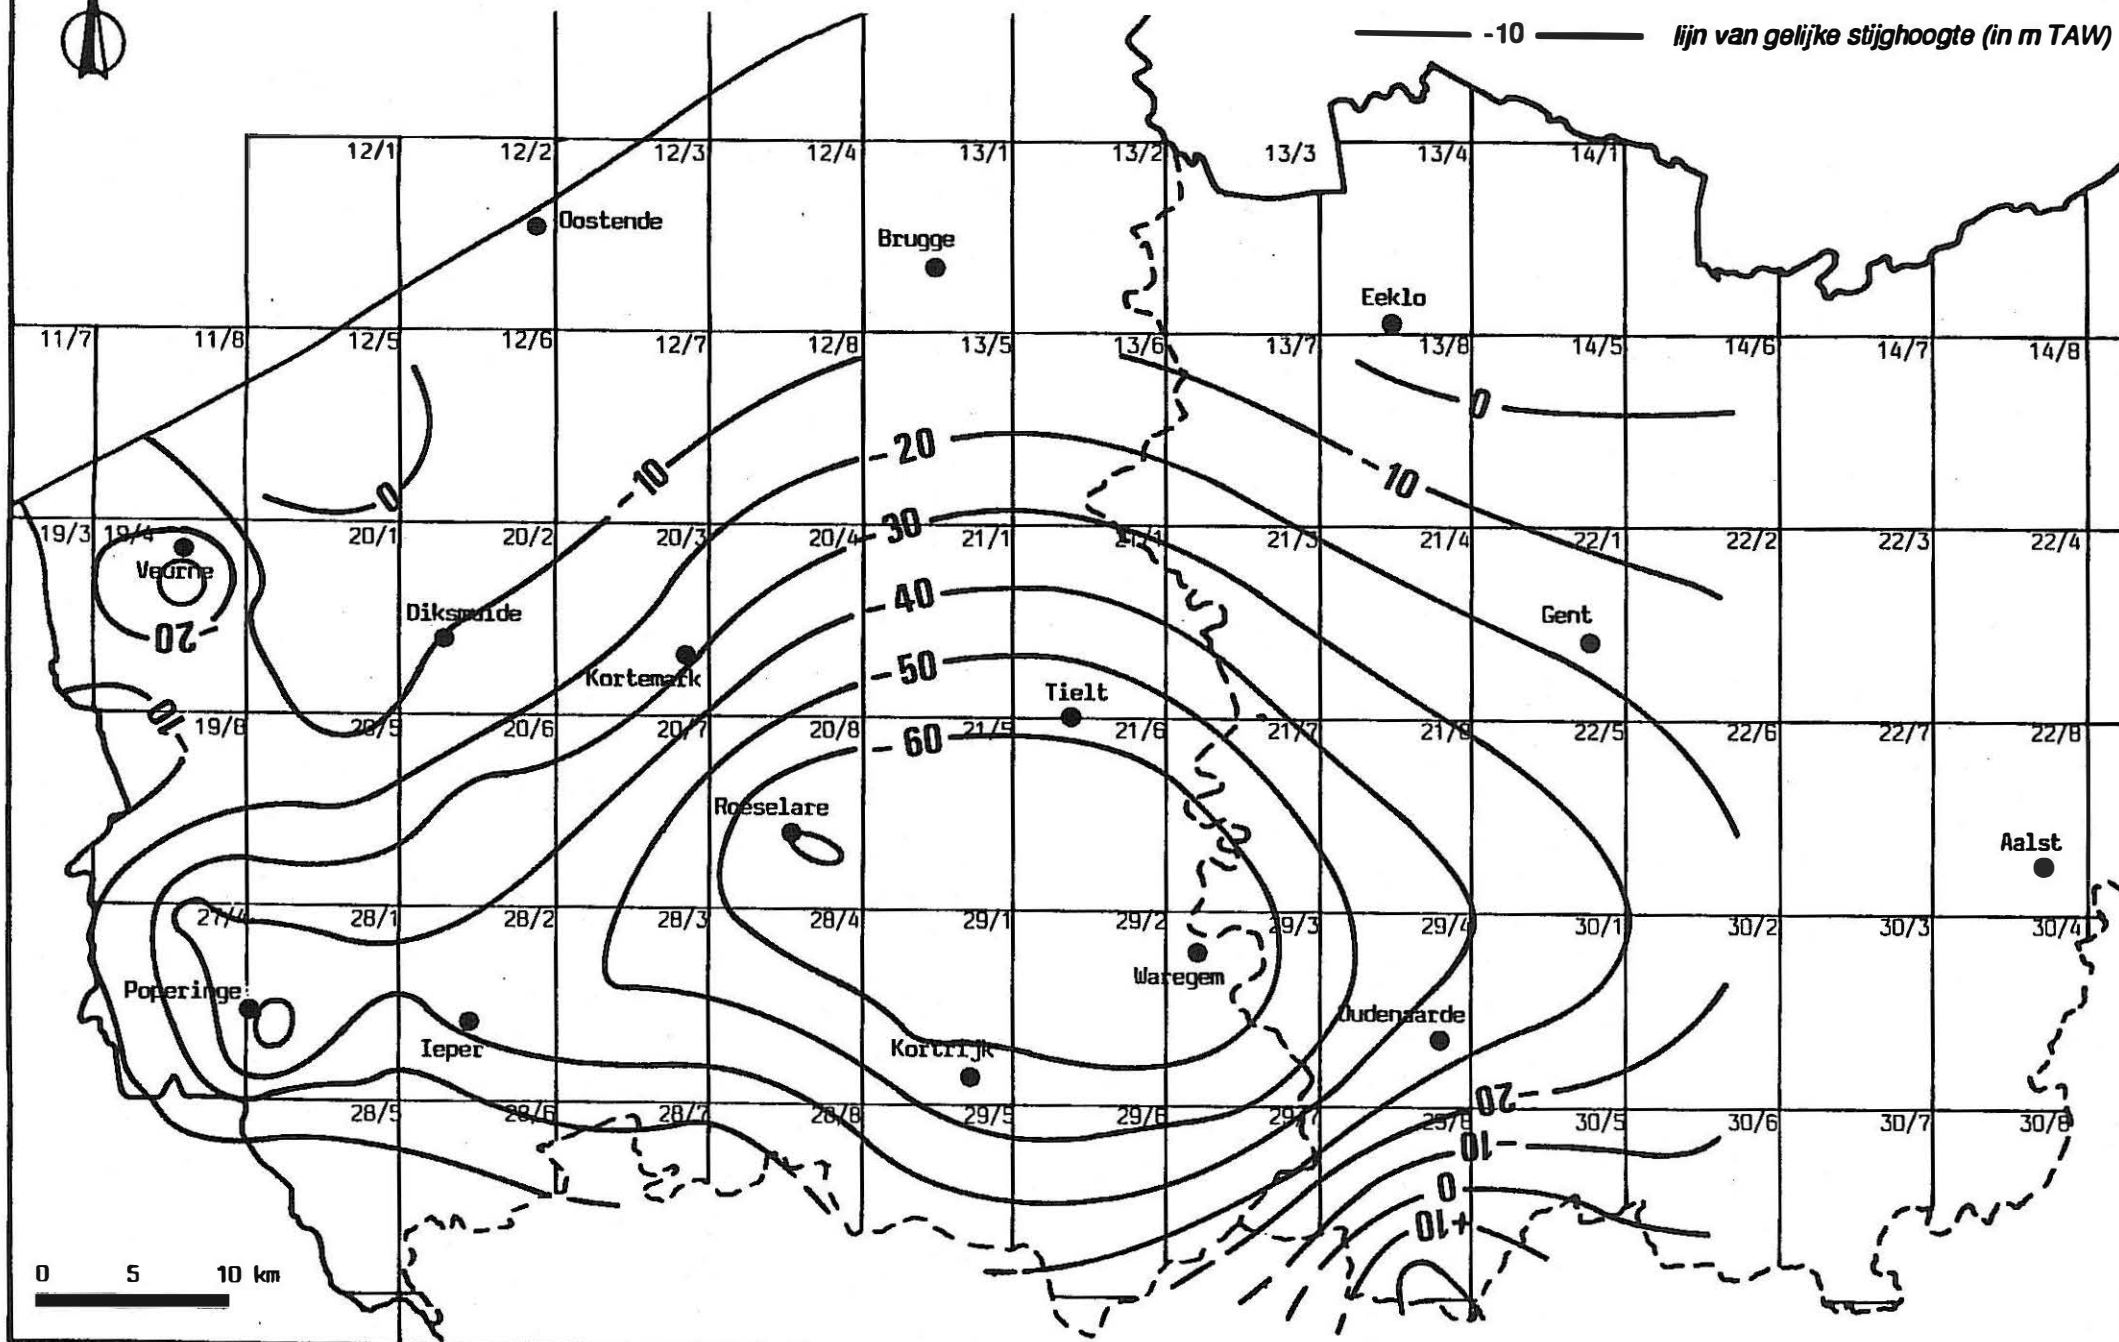 -10 lijn van gelijke stijghoogte (in m TAW)
12/1 12/2 12/3 12/4 13/1 13/2 13/3 13/4 14/1
Oostende
Brugge
Eeklo
11/7 11/8 12/5 12/6 12/7 12/8 13/5 13/6 13/7 13/8 14/5 14/6 14/7 14/8
0
-20
-10
-10
0
19/3 19/4 20/1 20/2 20/3 20/4 -30 21/1 21/3 21/4 22/1 22/2 22/3 22/4
Veurne
-40
Diksmuide
Gent
-20
Kortemark
-50
Tielt
-10
19/8 20/5 20/6 20/7 20/8 21/5 21/6 21/7 21/8 22/5 22/6 22/7 22/8
-60
Roeselare
Aalst
27/4 28/1 28/2 28/3 28/4 29/1 29/2 29/3 29/4 30/1 30/2 30/3 30/4
Waregem
Poperinge
Oudenaarde
Ieper
Kortrijk
-20
28/5 28/6 28/7 28/8 29/5 29/6 29/7 29/8 30/5 30/6 30/7 30/8
-10
0
+10
0 5 10 km